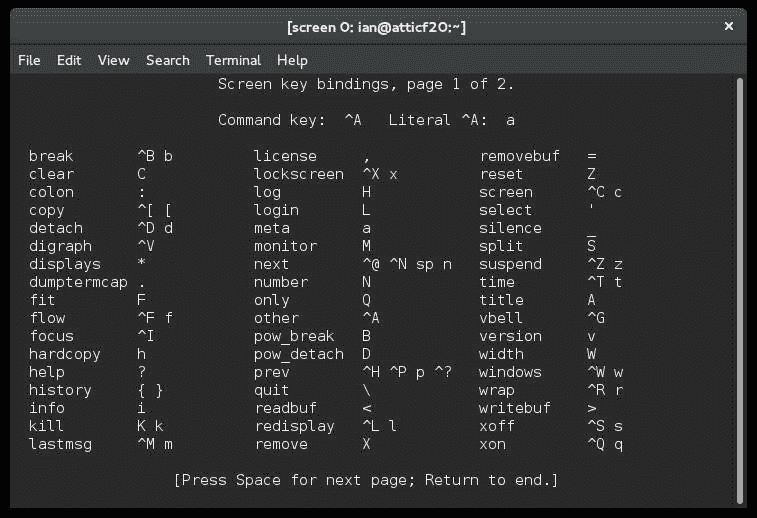 [screen 0: ian@atticf20:~]
×
File Edit View Search Terminal Help
Screen key bindings, page 1 of 2.
Command key:  ^A   Literal ^A:  a
break       ^B b         license     ,            removebuf   =
clear       C            lockscreen  ^X x         reset       Z
colon       :            log         H            screen      ^C c
copy        ^[ [         login       L            select      '
detach      ^D d         meta        a            silence     _
digraph     ^V           monitor     M            split       S
displays    *            next        ^@ ^N sp n   suspend     ^Z z
dumptermcap .            number      N            time        ^T t
fit         F            only        Q            title       A
flow        ^F f         other       ^A           vbell       ^G
focus       ^I           pow_break   B            version     v
hardcopy    h            pow_detach  D            width       W
help        ?            prev        ^H ^P p ^?   windows     ^W w
history     { }          quit        \            wrap        ^R r
info        i            readbuf     <            writebuf    >
kill        K k          redisplay   ^L l         xoff        ^S s
lastmsg     ^M m         remove      X            xon         ^Q q
[Press Space for next page; Return to end.]